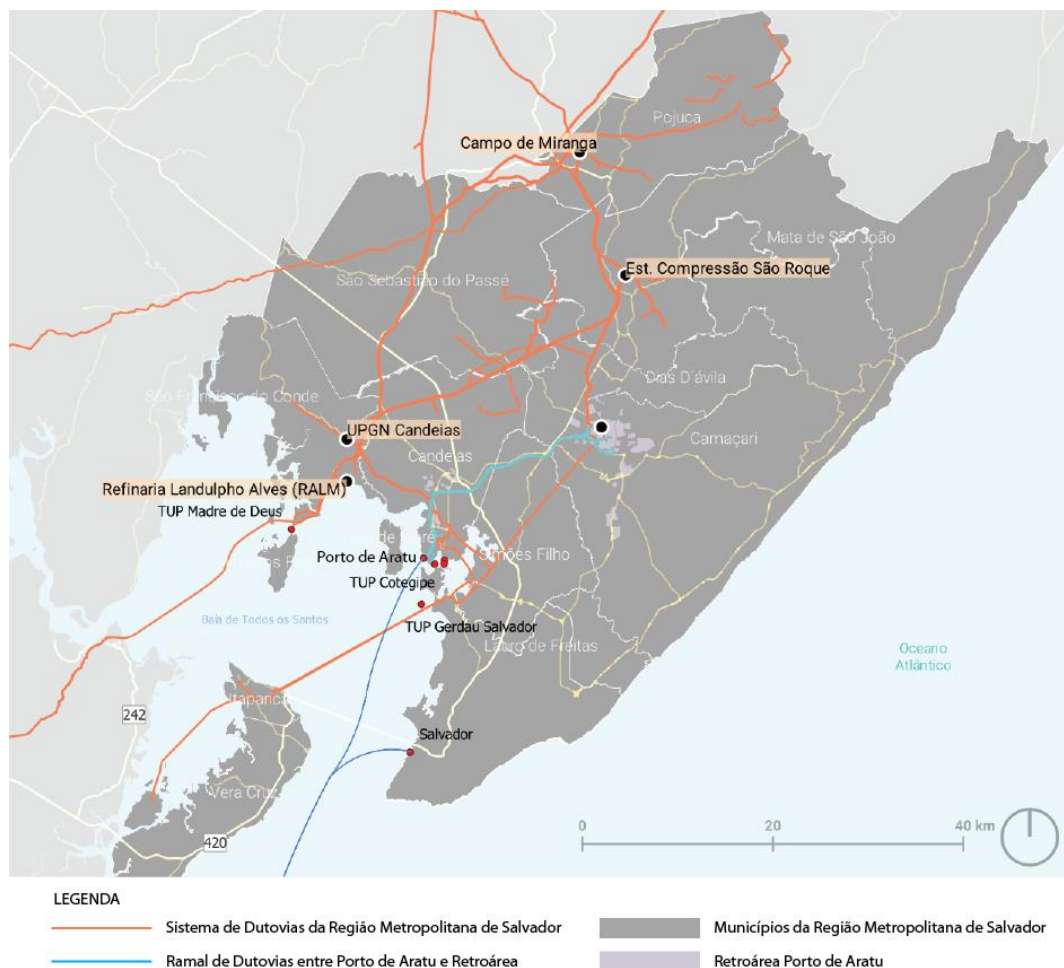 Pojuca
Campo de Miranga
Mata de São João
Est. Compressão São Roque
São Sebastião do Passé
Dias D'ávila
São Francisco do Conde
UPGN Candeias
Camaçari
Candeias
Refinaria Landulpho Alves (RALM)
TUP Madre de Deus
Porto de Aratu
Simões Filho
TUP Cotegipe
Baía de Todos os Santos
TUP Gerdau Salvador
Lauro de Freitas
Oceano
Atlântico
242
Salvador
Vera Cruz
420
0
20
40 km
LEGENDA
Sistema de Dutovias da Região Metropolitana de Salvador
Municípios da Região Metropolitana de Salvador
Ramal de Dutovias entre Porto de Aratu e Retroárea
Retroárea Porto de Aratu